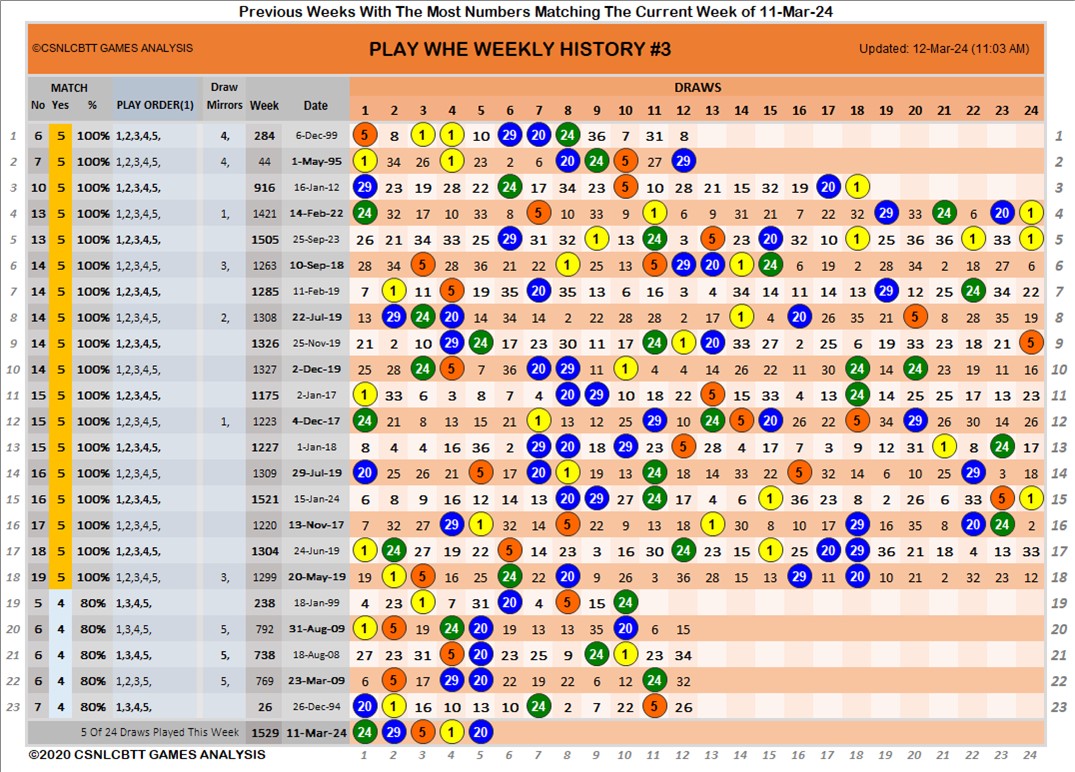 Previous Weeks With The Most Numbers Matching The Current Week of 11-Mar-24
©CSNLCBTT GAMES ANALYSIS PLAY WHE WEEKLY HISTORY #3 Updated: 12-Mar-24 (11:03 AM)
MATCH Draw DRAWS
No Yes % PLAY ORDER(1) Mirrors Week Date 1 2 3 4 5 6 7 8 9 10 11 12 13 14 15 16 17 18 19 20 21 22 23 24
1 6 5 100% 1,2,3,4,5, 4, 284 6-Dec-99 5 8 1 1 10 29 20 24 36 7 31 8 1
2 7 5 100% 1,2,3,4,5, 4, 44 1-May-95 1 34 26 1 23 2 6 20 24 5 27 29 2
3 10 5 100% 1,2,3,4,5, 916 16-Jan-12 29 23 19 28 22 24 17 34 23 5 10 28 21 15 32 19 20 1 3
4 13 5 100% 1,2,3,4,5, 1, 1421 14-Feb-22 24 32 17 10 33 8 5 10 33 1 6 9 31 21 7 22 32 29 33 24 6 20 1 4
5 13 5 100% 1,2,3,4,5, 1505 25-Sep-23 26 21 34 33 25 29 31 32 1 13 24 3 5 23 20 32 10 1 25 36 36 1 33 1 5
6 14 5 100% 1,2,3,4,5, 3, 1263 10-Sep-18 28 34 5 28 36 21 22 1 25 13 5 29 20 1 24 6 19 2 28 34 2 18 27 6 6
7 14 5 100% 1,2,3,4,5, 1285 11-Feb-19 7 1 11 5 19 35 20 35 13 6 16 3 4 34 14 11 14 13 29 12 25 24 34 22 7
8 14 5 100% 1,2,3,4,5, 2, 1308 22-Jul-19 13 29 24 20 14 34 14 2 22 28 28 2 17 1 16 20 26 35 21 5 8 28 35 19 8
9 14 5 100% 1,2,3,4,5, 1326 25-Nov-19 21 2 10 29 24 17 23 30 11 17 24 1 20 33 27 2 25 6 19 33 23 18 21 5 9
10 14 5 100% 1,2,3,4,5, 1327 2-Dec-19 25 28 24 5 7 36 20 29 11 1 4 4 14 26 22 11 30 24 14 24 23 19 11 16 10
11 15 5 100% 1,2,3,4,5, 1175 2-Jan-17 1 33 6 3 8 7 4 20 29 10 18 22 5 15 33 4 13 24 14 25 25 17 13 23 11
12 15 5 100% 1,2,3,4,5, 1, 1223 4-Dec-17 24 21 8 13 15 21 1 13 12 25 29 10 24 5 20 26 22 5 34 29 26 30 14 26 12
13 15 5 100% 1,2,3,4,5, 1227 1-Jan-18 8 4 4 16 36 2 29 20 18 29 23 5 28 4 17 7 3 9 12 31 1 8 24 17 13
14 16 5 100% 1,2,3,4,5, 1309 29-Jul-19 20 25 26 21 5 17 20 1 19 13 24 18 14 33 22 5 32 14 6 10 25 29 3 18 14
15 16 5 100% 1,2,3,4,5, 1521 15-Jan-24 6 8 9 16 12 14 13 20 29 27 24 17 4 6 1 36 23 8 2 26 6 33 5 1 15
16 17 5 100% 1,2,3,4,5, 1220 13-Nov-17 7 32 27 29 1 32 14 5 22 9 13 18 1 30 8 10 17 29 16 35 8 20 24 2 16
17 18 5 100% 1,2,3,4,5, 1304 24-Jun-19 1 24 27 19 22 5 14 23 3 16 30 24 23 15 1 25 20 29 36 21 18 4 13 33 17
18 19 5 100% 1,2,3,4,5, 3, 1299 20-May-19 19 1 5 16 25 24 22 20 9 26 3 36 28 15 13 29 11 20 10 21 2 32 23 12 18
19 5 4 80% 1,3,4,5, 238 18-Jan-99 4 23 1 7 31 20 4 5 15 24 19
20 6 4 80% 1,3,4,5, 5, 792 31-Aug-09 1 5 19 24 20 19 13 13 35 20 6 15 20
21 6 4 80% 1,3,4,5, 5, 738 18-Aug-08 27 23 31 5 20 23 25 9 24 1 23 34 21
22 6 4 80% 1,2,3,5, 5, 769 23-Mar-09 6 5 17 29 20 22 19 22 6 12 24 32 22
23 7 4 80% 1,3,4,5, 26 26-Dec-94 20 1 16 10 13 10 24 2 7 22 5 26 23
5 Of 24 Draws Played This Week 1529 11-Mar-24 24 29 5 1 20
©2020 CSNLCBTT GAMES ANALYSIS 1 2 3 4 5 6 7 8 9 10 11 12 13 14 15 16 17 18 19 20 21 22 23 24